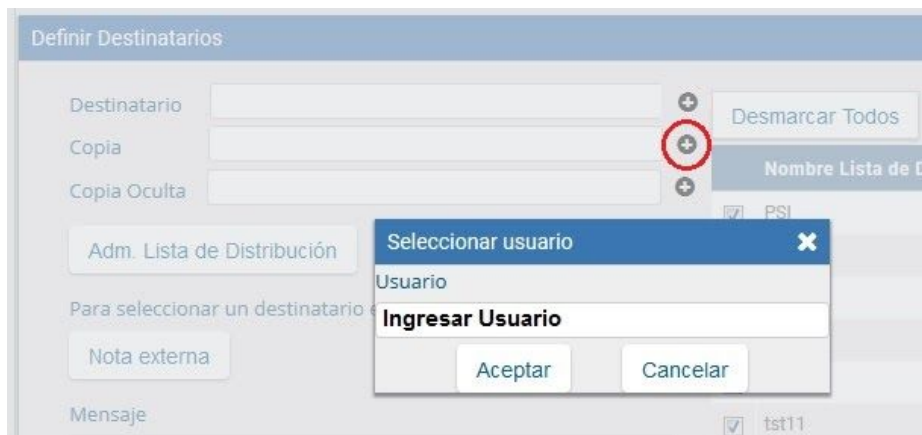 Definir Destinatarios
Destinatario
Desmarcar Todos
Copia
Nombre Lista de D
Copia Oculta
PSI
Adm. Lista de Distribución
Seleccionar usuario
Usuario
Para seleccionar un destinatario e
Ingresar Usuario
Nota externa
Aceptar
Cancelar
Mensaje
tst11